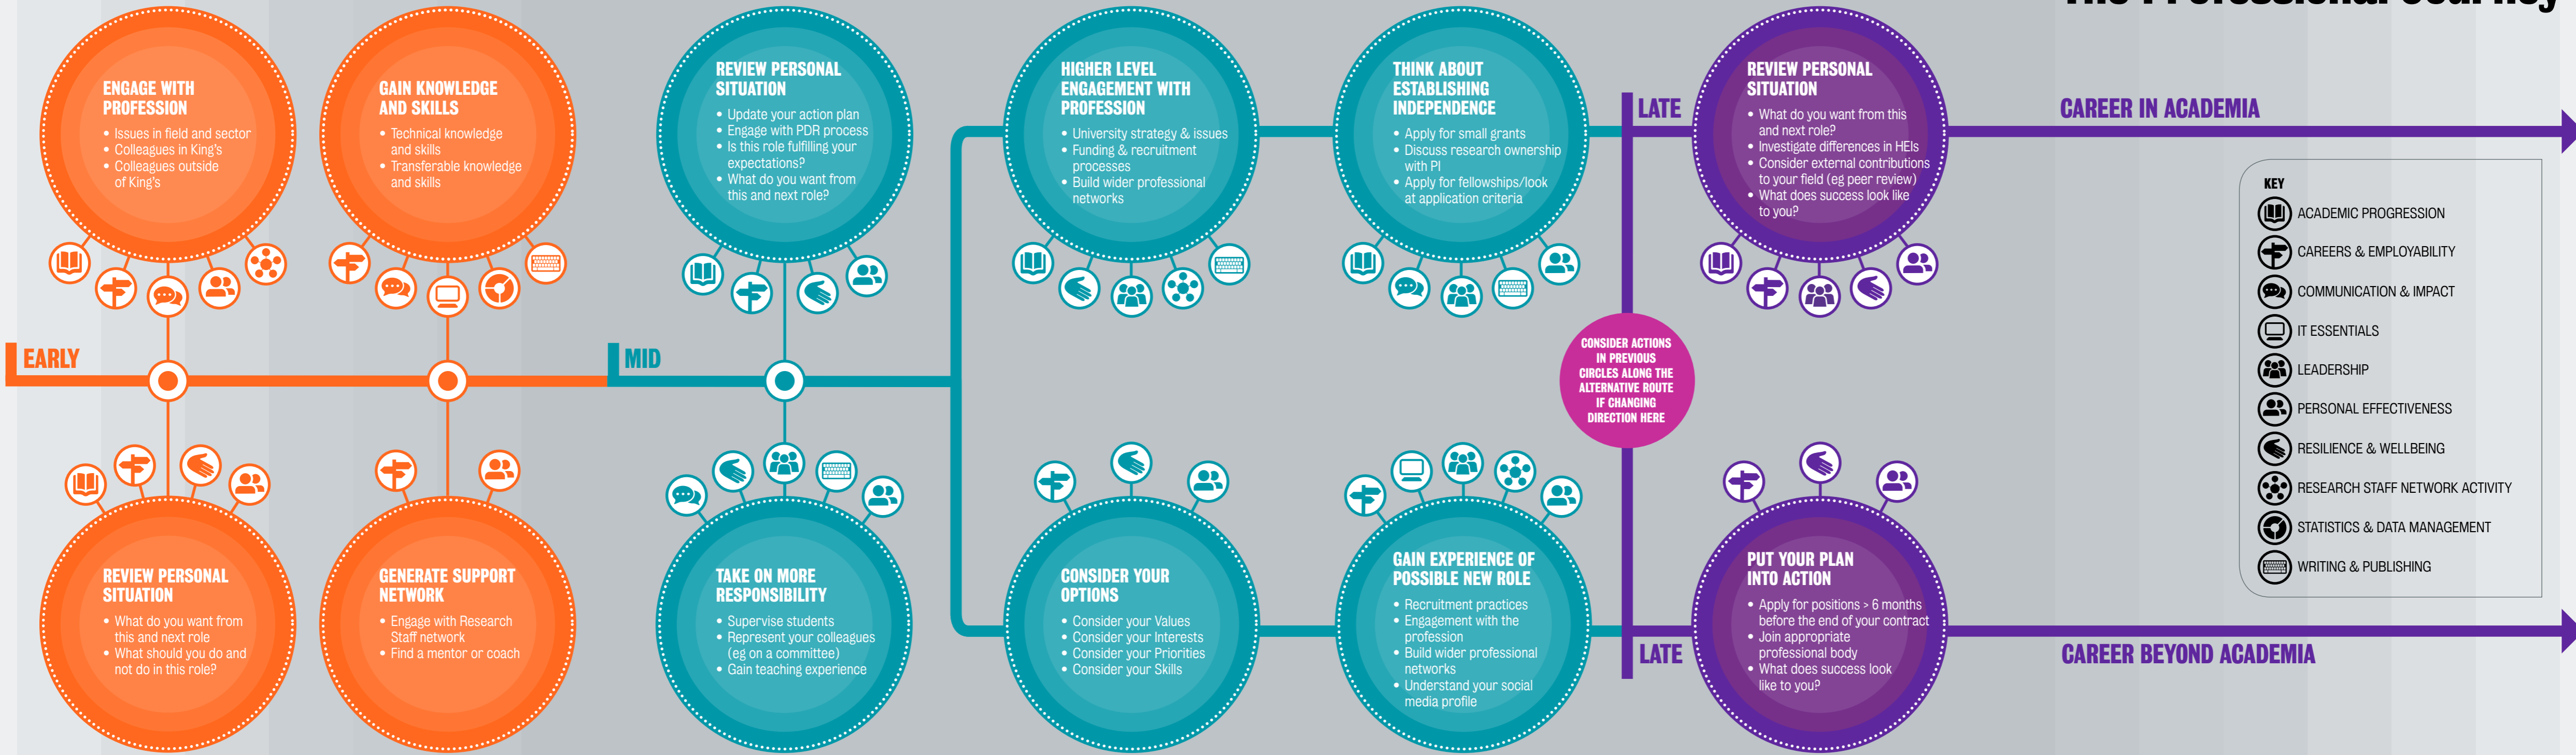 The Professional Journey
ENGAGE WITH
PROFESSION
• Issues in field and sector
• Colleagues in King's
• Colleagues outside
of King's
GAIN KNOWLEDGE
AND SKILLS
• Technical knowledge
and skills
• Transferable knowledge
and skills
REVIEW PERSONAL
SITUATION
• Update your action plan
• Engage with PDR process
• Is this role fulfilling your
expectations?
• What do you want from
this and next role?
HIGHER LEVEL
ENGAGEMENT WITH
PROFESSION
• University strategy & issues
• Funding & recruitment
processes
• Build wider professional
networks
THINK ABOUT
ESTABLISHING
INDEPENDENCE
• Apply for small grants
• Discuss research ownership
with PI
• Apply for fellowships/look
at application criteria
LATE
REVIEW PERSONAL
SITUATION
• What do you want from this
and next role?
• Investigate differences in HEIs
• Consider external contributions
to your field (eg peer review)
• What does success look like
to you?
CAREER IN ACADEMIA
EARLY
MID
CONSIDER ACTIONS
IN PREVIOUS
CIRCLES ALONG THE
ALTERNATIVE ROUTE
IF CHANGING
DIRECTION HERE
REVIEW PERSONAL
SITUATION
• What do you want from
this and next role
• What should you do and
not do in this role?
GENERATE SUPPORT
NETWORK
• Engage with Research
Staff network
• Find a mentor or coach
TAKE ON MORE
RESPONSIBILITY
• Supervise students
• Represent your colleagues
(eg on a committee)
• Gain teaching experience
CONSIDER YOUR
OPTIONS
• Consider your Values
• Consider your Interests
• Consider your Priorities
• Consider your Skills
GAIN EXPERIENCE OF
POSSIBLE NEW ROLE
• Recruitment practices
• Engagement with the
profession
• Build wider professional
networks
• Understand your social
media profile
LATE
PUT YOUR PLAN
INTO ACTION
• Apply for positions > 6 months
before the end of your contract
• Join appropriate
professional body
• What does success look
like to you?
CAREER BEYOND ACADEMIA
KEY
ACADEMIC PROGRESSION
CAREERS & EMPLOYABILITY
COMMUNICATION & IMPACT
IT ESSENTIALS
LEADERSHIP
PERSONAL EFFECTIVENESS
RESILIENCE & WELLBEING
RESEARCH STAFF NETWORK ACTIVITY
STATISTICS & DATA MANAGEMENT
WRITING & PUBLISHING